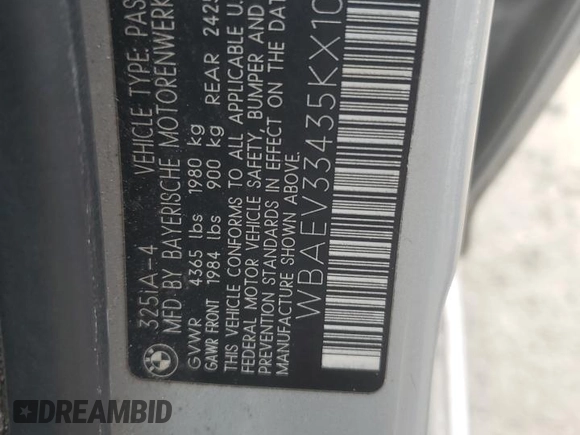 325IA-4 VEHICLE TYPE: PAS
MFD BY BAYERISCHE MOTORENWERK
GVWR 4365 lbs 1980 kg
GAWR FRONT 1984 lbs 900 kg REAR 242
THIS VEHICLE CONFORMS TO ALL APPLICABLE U.
FEDERAL MOTOR VEHICLE SAFETY, BUMPER AND
PREVENTION STANDARDS IN EFFECT ON THE DA
MANUFACTURE SHOWN ABOVE.
WBAEV33435KX10
DREAMBID